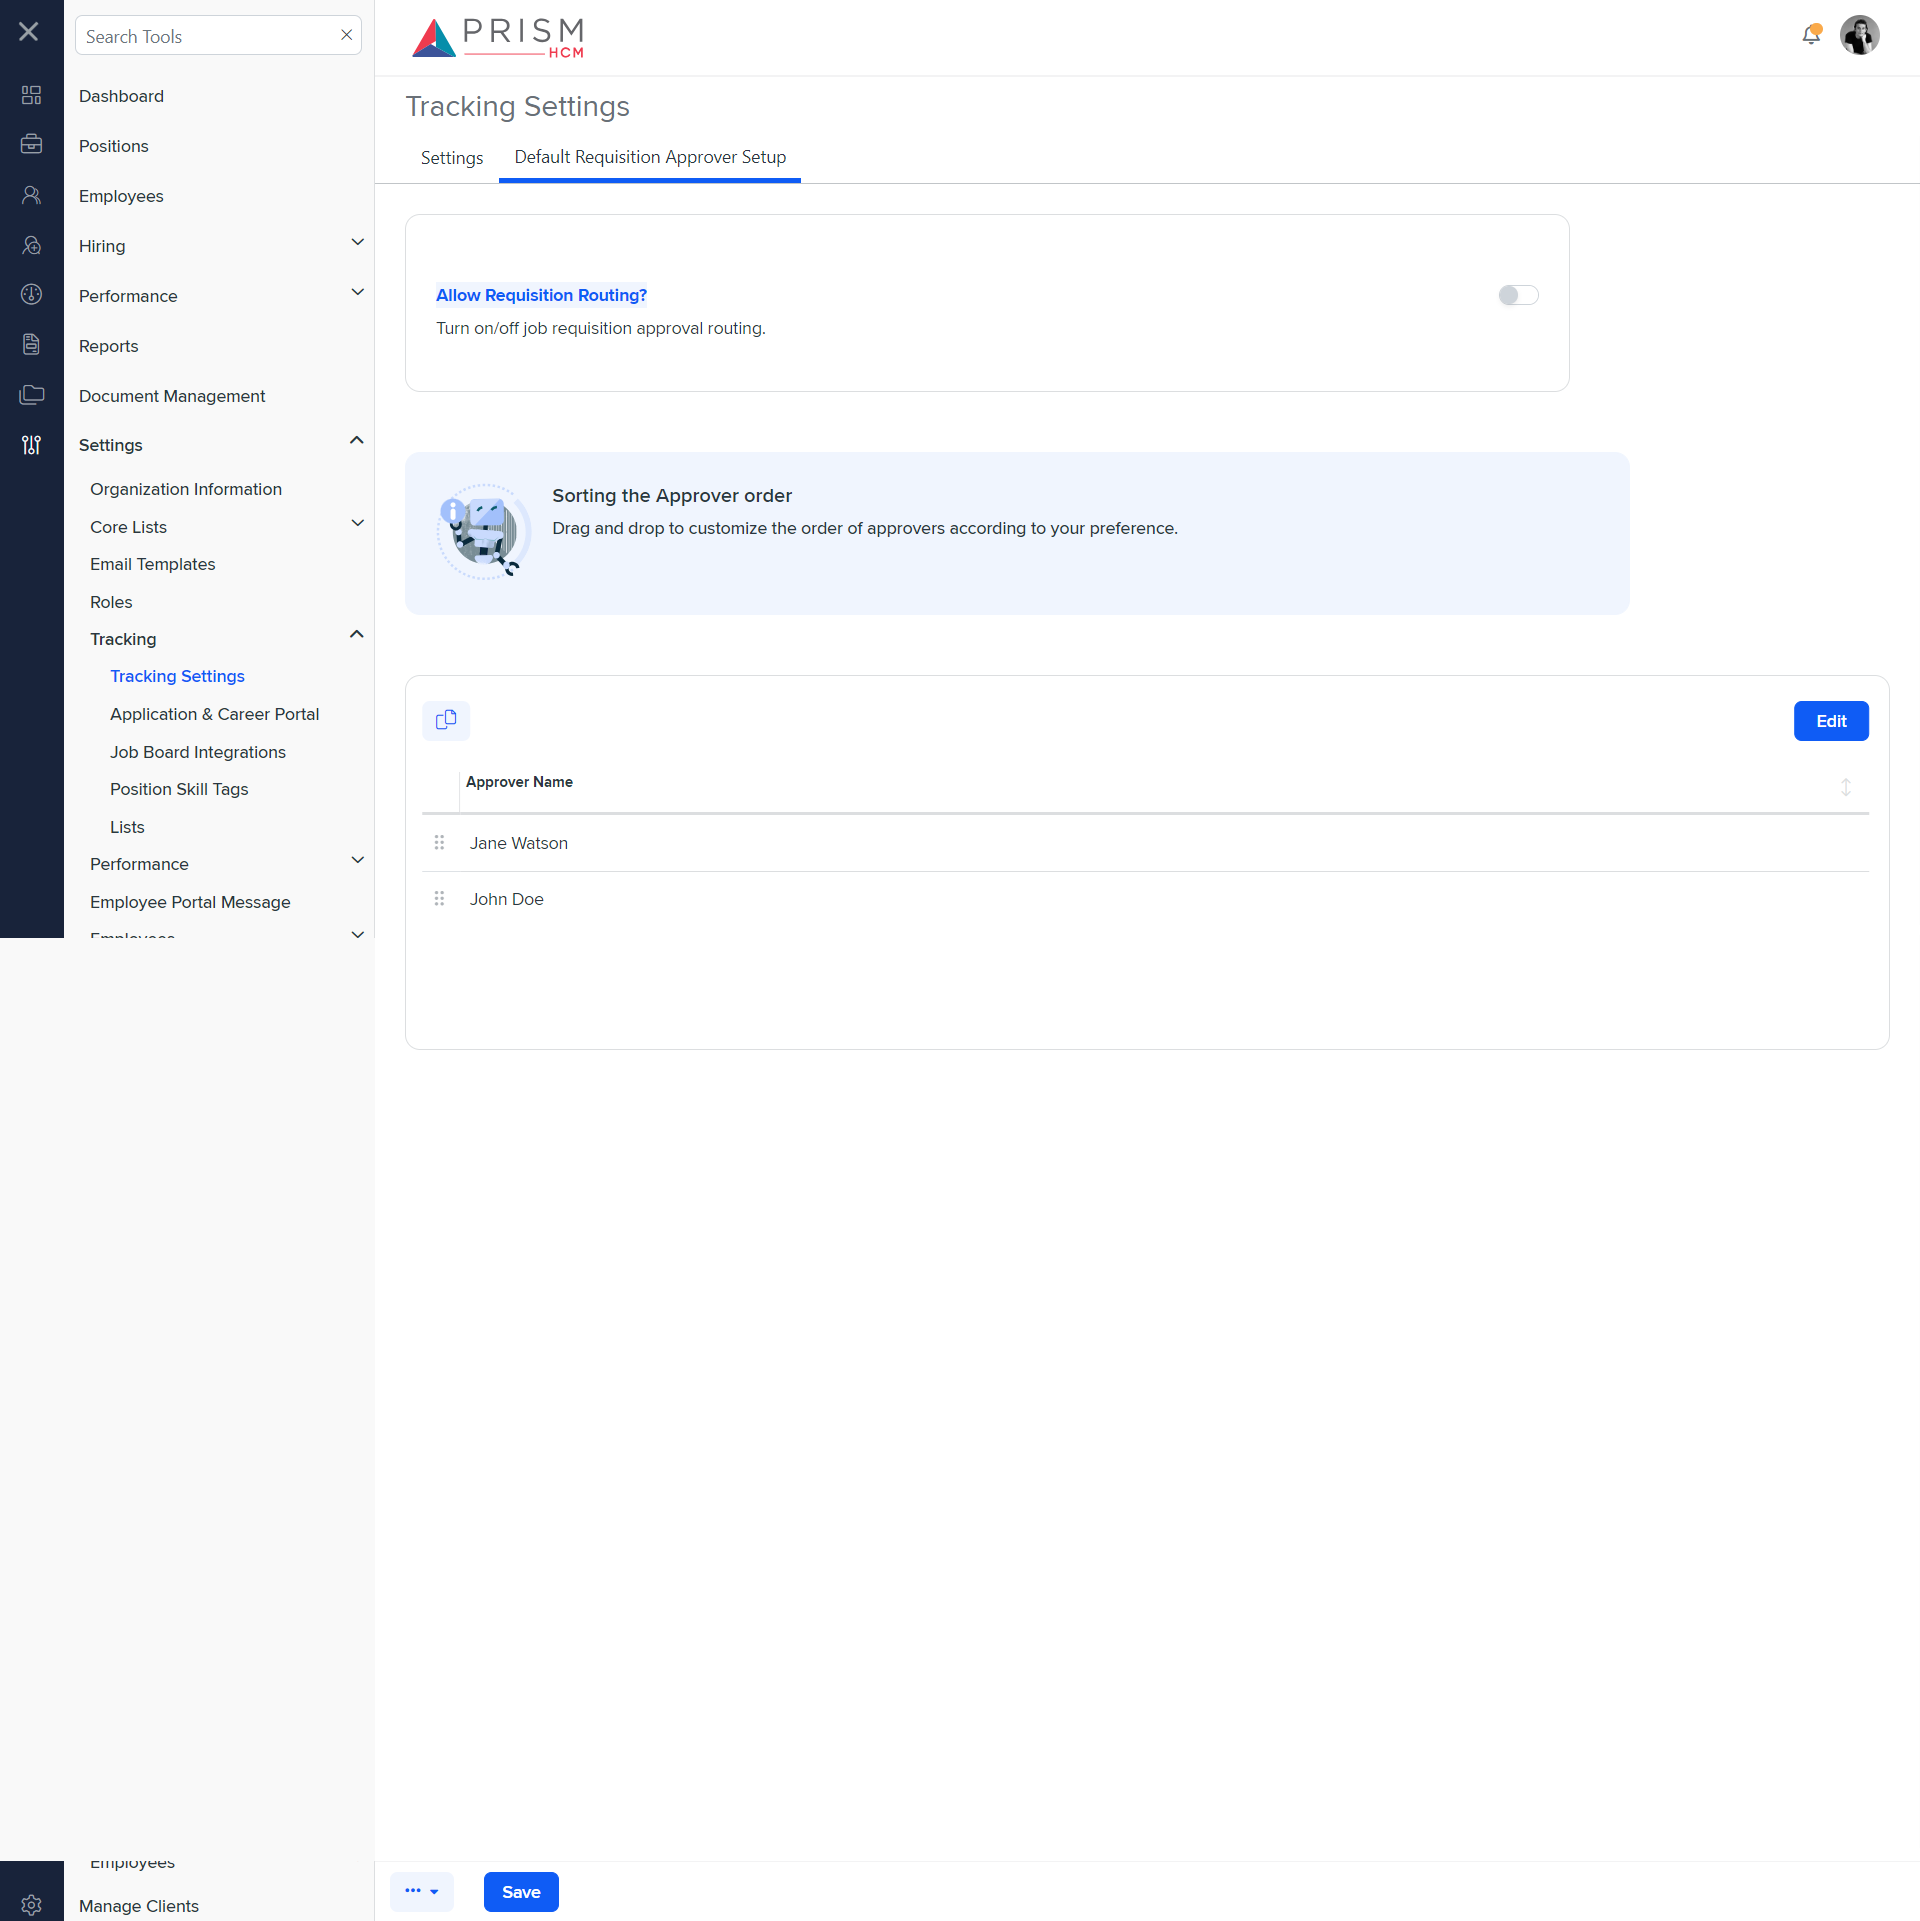 Search Tools
Dashboard
Positions
Employees
Hiring
Performance
Reports
Document Management
Settings
Organization Information
Core Lists
Email Templates
Roles
Tracking
Tracking Settings
Application & Career Portal
Job Board Integrations
Position Skill Tags
Lists
Performance
Employee Portal Message
Employees
Employees
Manage Clients
PRISM
HCM
Tracking Settings
Settings
Default Requisition Approver Setup
Allow Requisition Routing?
Turn on/off job requisition approval routing.
Sorting the Approver order
Drag and drop to customize the order of approvers according to your preference.
Edit
Approver Name
Jane Watson
John Doe
Save